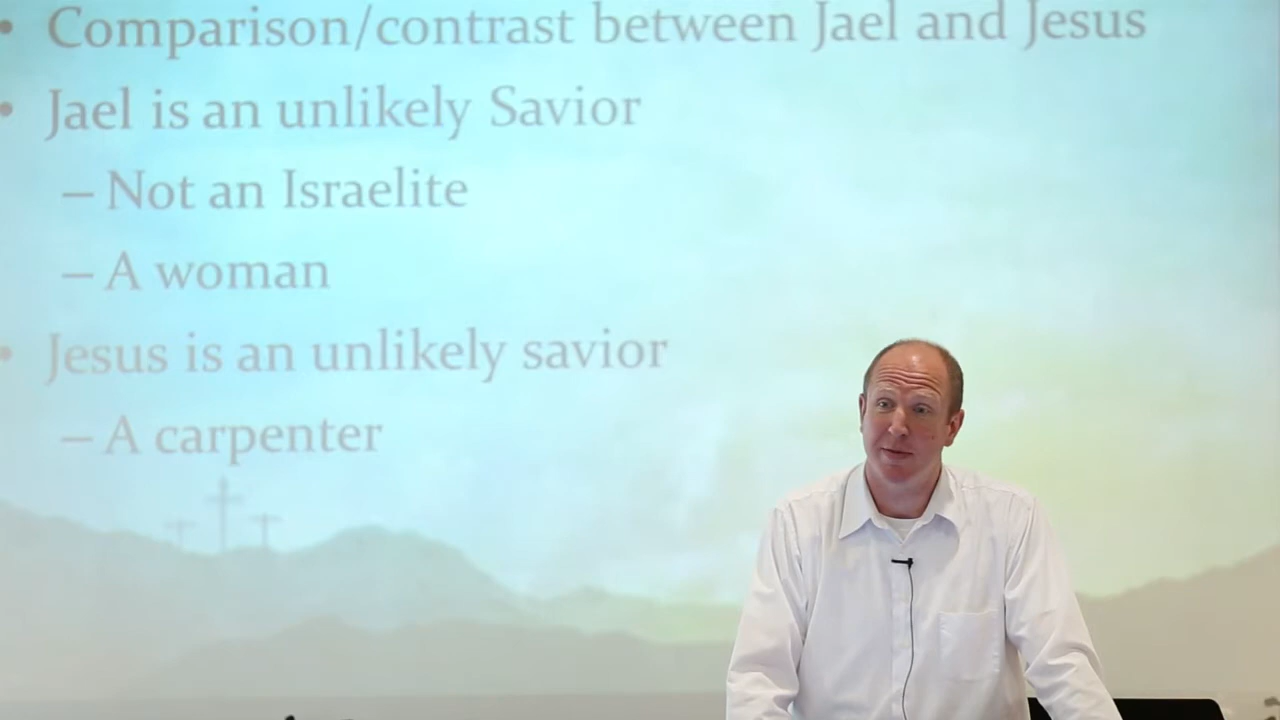 • Comparison/contrast between Jael and Jesus
• Jael is an unlikely Savior
– Not an Israelite
– A woman
• Jesus is an unlikely savior
– A carpenter